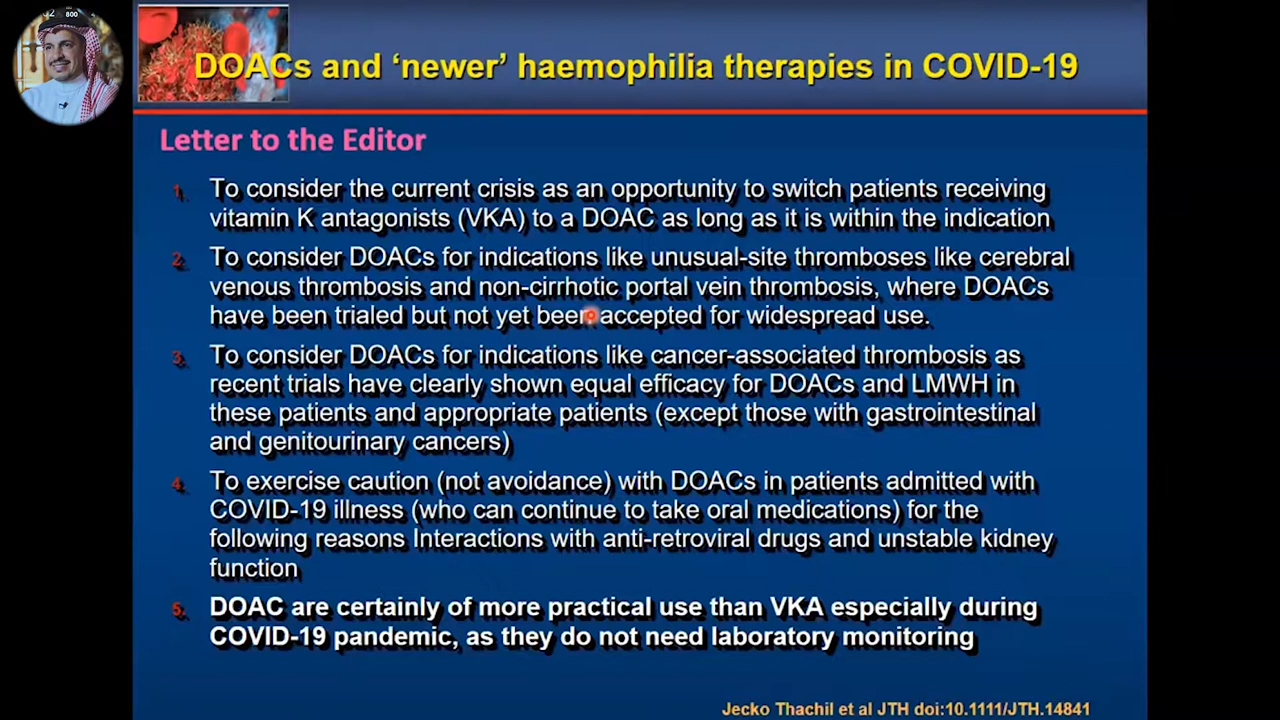 DOACs and ‘newer’ haemophilia therapies in COVID-19
Letter to the Editor
1. To consider the current crisis as an opportunity to switch patients receiving
vitamin K antagonists (VKA) to a DOAC as long as it is within the indication
2. To consider DOACs for indications like unusual-site thromboses like cerebral
venous thrombosis and non-cirrhotic portal vein thrombosis, where DOACs
have been trialed but not yet been accepted for widespread use.
3. To consider DOACs for indications like cancer-associated thrombosis as
recent trials have clearly shown equal efficacy for DOACs and LMWH in
these patients and appropriate patients (except those with gastrointestinal
and genitourinary cancers)
4. To exercise caution (not avoidance) with DOACs in patients admitted with
COVID-19 illness (who can continue to take oral medications) for the
following reasons Interactions with anti-retroviral drugs and unstable kidney
function
5. DOAC are certainly of more practical use than VKA especially during
COVID-19 pandemic, as they do not need laboratory monitoring
Jecko Thachil et al JTH doi:10.1111/JTH.14841